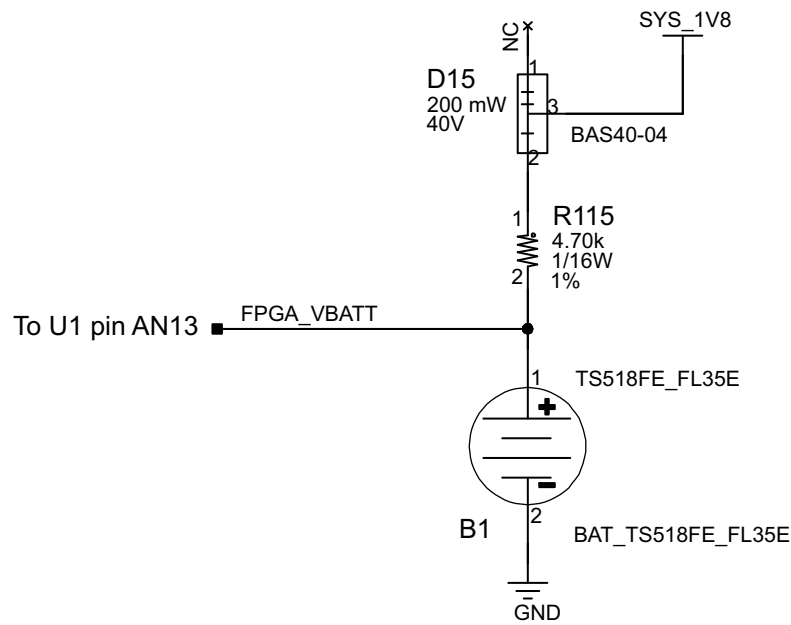 SYS_1V8
NC
1
D15
200 mW
40V
3
BAS40-04
2
1
R115
4.70k
1/16W
1%
2
To U1 pin AN13
FPGA_VBATT
1
TS518FE_FL35E
+
-
B1
2
BAT_TS518FE_FL35E
GND